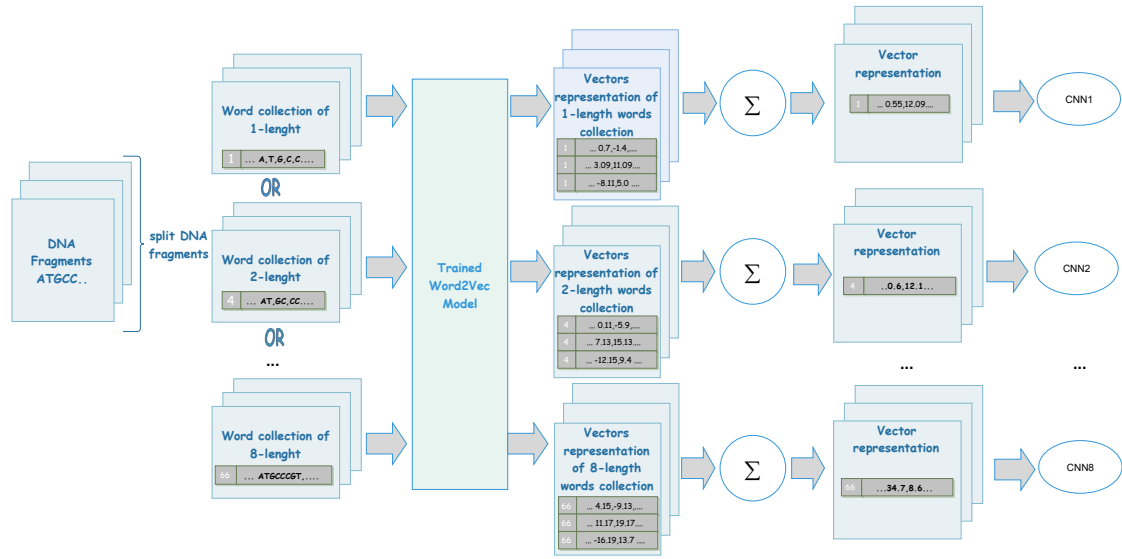 DNA
Fragments
ATGCC..
split DNA
fragments
Word collection of
1-lenght
1 ... A,T,G,C,C....
OR
Word collection of
2-lenght
4 ... AT,GC,CC....
OR
...
Word collection of
8-lenght
66 ... ATGCCCGT,....
Trained
Word2Vec
Model
Vectors
representation of
1-length words
collection
1 ... 0.7,-1.4,....
1 ... 3.09,11.09....
1 ... -8,11,5.0 ....
Σ
Vector
representation
1 ... 0.55,12.09....
CNN1
Vectors
representation of
2-length words
collection
4 ... 0.11,-5.9,....
4 ... 7,13,15.13....
4 ... -12,15,9.4 ....
Σ
Vector
representation
4 ..0.6,12.1...
CNN2
...
...
Vectors
representation
of 8-length
words collection
66 ... 4.15,-9.13,....
66 ... 11.17,19.17....
66 ... -16,19,13.7 ....
Σ
Vector
representation
66 ...34.7,8.6...
CNN8